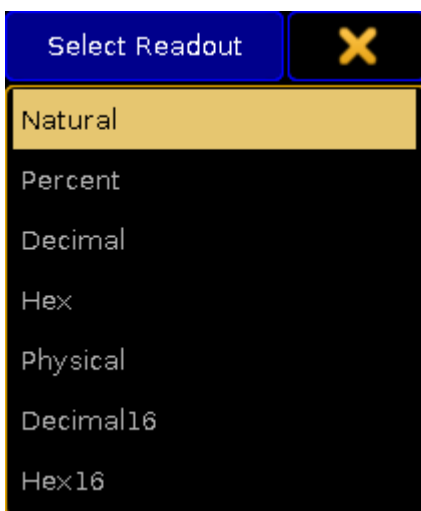 Select Readout
Natural
Percent
Decimal
Hex
Physical
Decimal16
Hex16